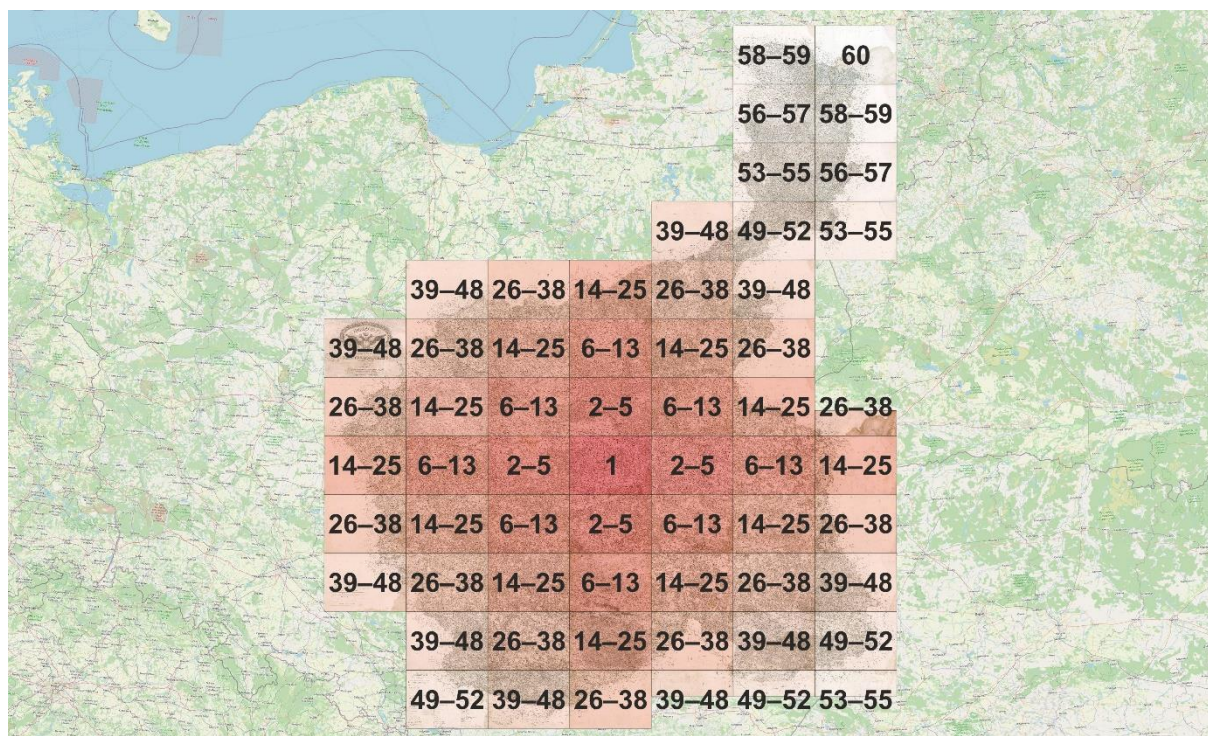 58–59 60
56–57 58–59
53–55 56–57
39–48 49–52 53–55
39–48 26–38 14–25 26–38 39–48
39–48 26–38 14–25 6–13 14–25 26–38
26–38 14–25 6–13 2–5 6–13 14–25 26–38
14–25 6–13 2–5 1 2–5 6–13 14–25
26–38 14–25 6–13 2–5 6–13 14–25 26–38
39–48 26–38 14–25 6–13 14–25 26–38 39–48
39–48 26–38 14–25 26–38 39–48 49–52
49–52 39–48 26–38 39–48 49–52 53–55